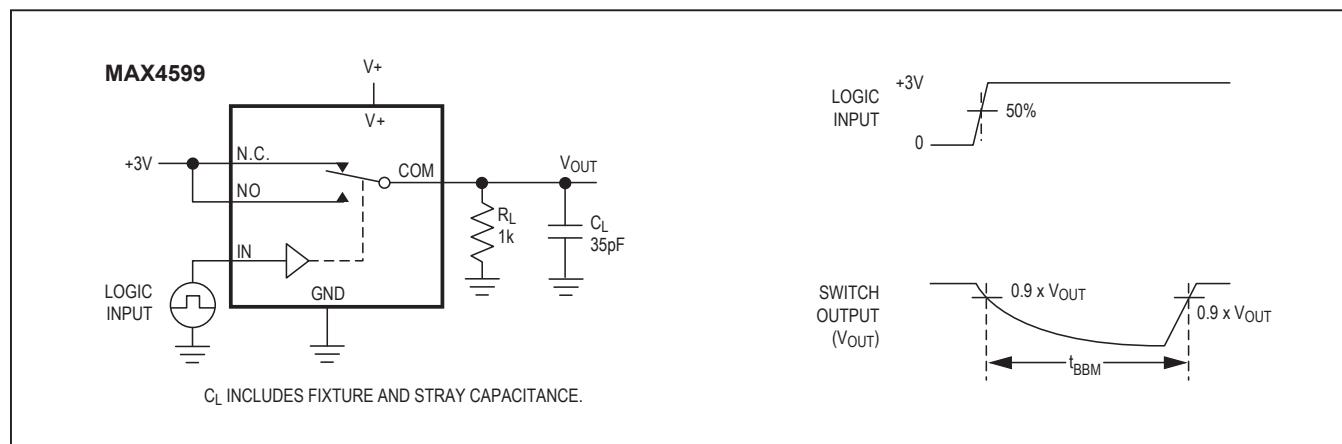 MAX4599
V+
V+
+3V
N.C.
COM
VOUT
NO
RL
1k
CL
35pF
IN
LOGIC
INPUT
GND
CL INCLUDES FIXTURE AND STRAY CAPACITANCE.
LOGIC
INPUT
+3V
50%
0
SWITCH
OUTPUT
(VOUT)
0.9 x VOUT
0.9 x VOUT
tBBM